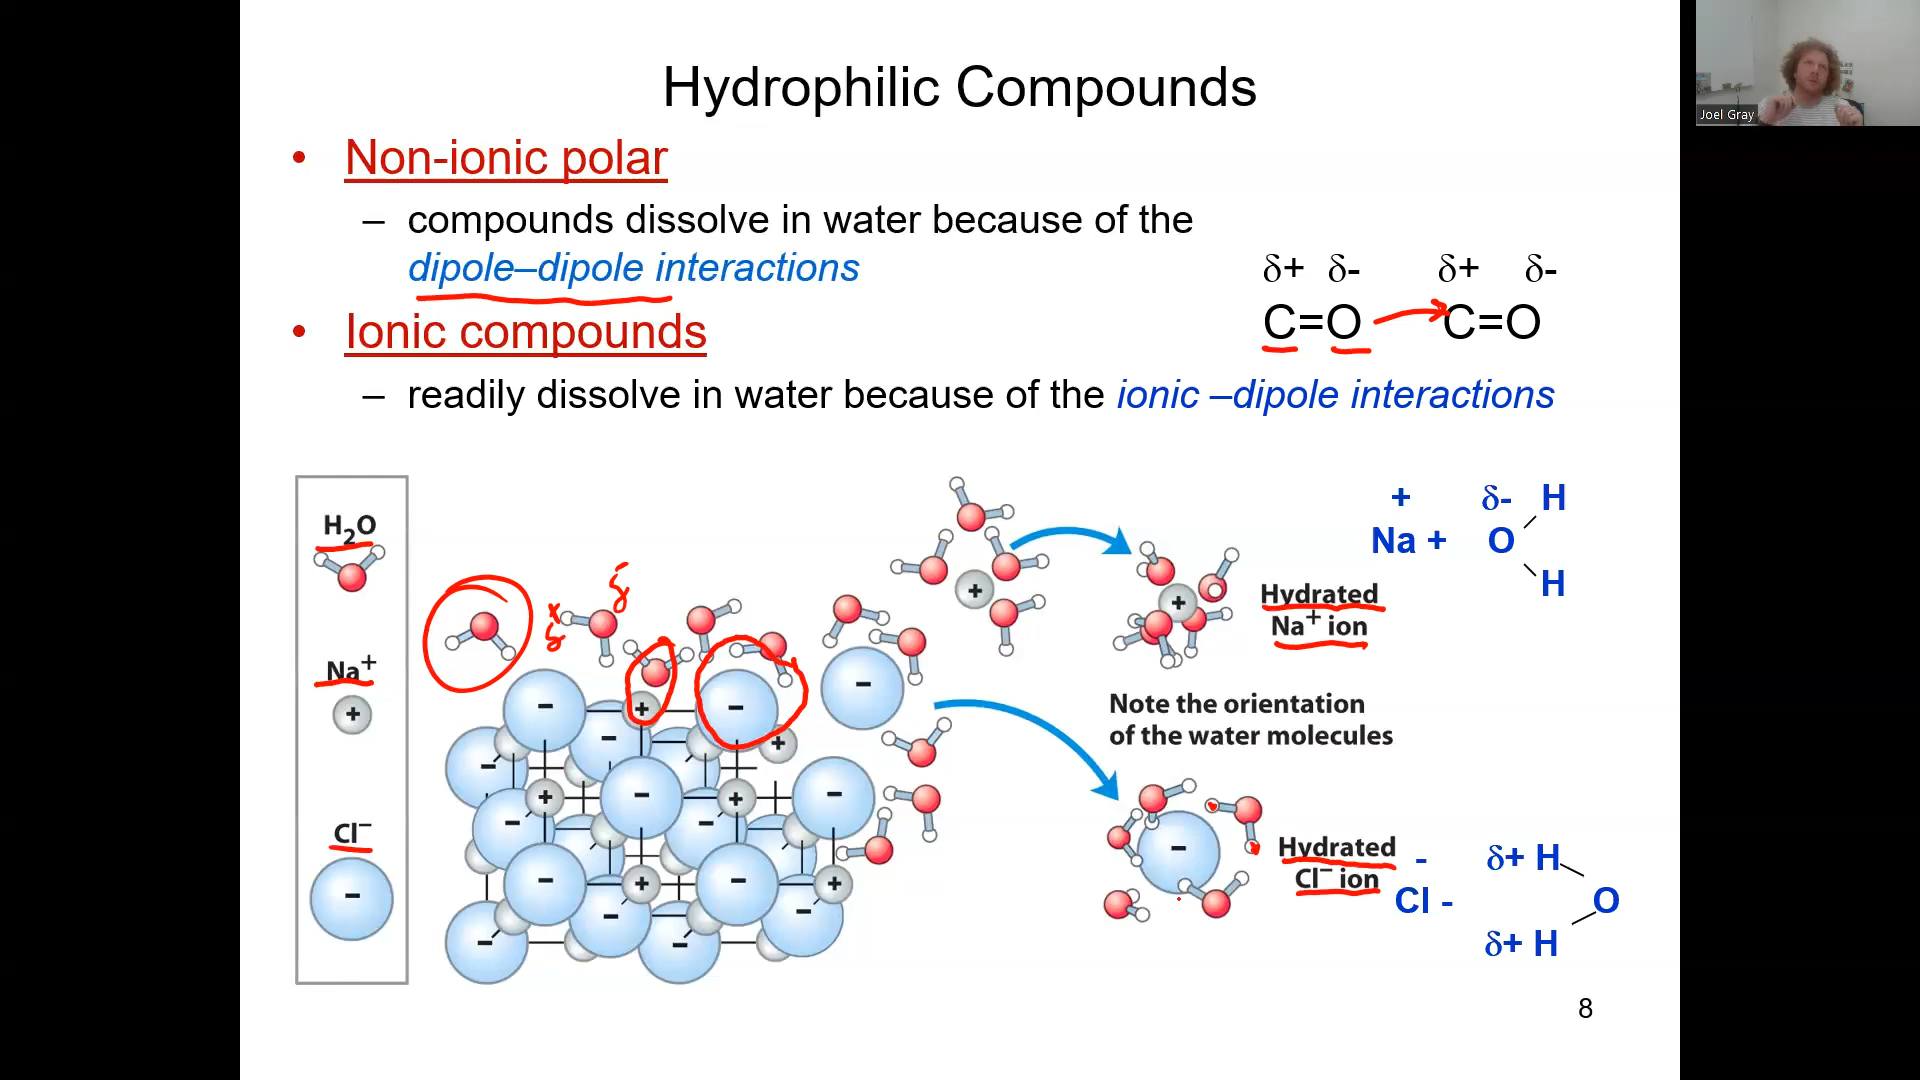 Hydrophilic Compounds
Joel Gray
• Non-ionic polar
– compounds dissolve in water because of the
dipole–dipole interactions
δ+ δ- δ+ δ-
C=O C=O
• Ionic compounds
– readily dissolve in water because of the ionic –dipole interactions
H₂O
Na⁺
+
Cl⁻
-
δ-
δ
+
-
Hydrated
Na⁺ ion
+ δ- H
Na + O
H
Note the orientation
of the water molecules
Hydrated
Cl⁻ ion
- δ+ H
Cl - O
δ+ H
8